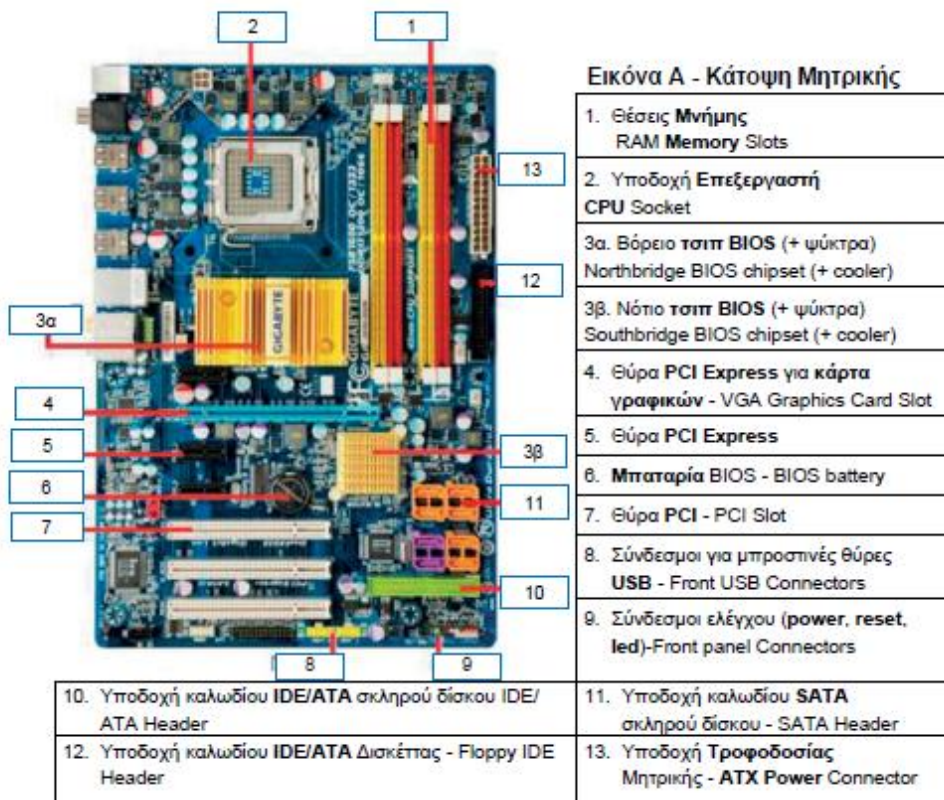 2
1
Εικόνα Α - Κάτοψη Μητρικής
1. Θέσεις Μνήμης
RAM Memory Slots
13
2. Υποδοχή Επεξεργαστή
CPU Socket
12
3α. Βόρειο τσιπ BIOS (+ ψύκτρα)
Northbridge BIOS chipset (+ cooler)
3α
GIGABYTE
GIGABYTE
3β. Νότιο τσιπ BIOS (+ ψύκτρα)
Southbridge BIOS chipset (+ cooler)
4
4. Θύρα PCI Express για κάρτα
γραφικών - VGA Graphics Card Slot
5
3β
5. Θύρα PCI Express
6
11
6. Μπαταρία BIOS - BIOS battery
7
7. Θύρα PCI - PCI Slot
10
8. Σύνδεσμοι για μπροστινές θύρες
USB - Front USB Connectors
8
9
9. Σύνδεσμοι ελέγχου (power, reset,
led)-Front panel Connectors
10. Υποδοχή καλωδίου IDE/ATA σκληρού δίσκου IDE/
ATA Header
11. Υποδοχή καλωδίου SATA
σκληρού δίσκου - SATA Header
12. Υποδοχή καλωδίου IDE/ATA Δισκέττας - Floppy IDE
Header
13. Υποδοχή Τροφοδοσίας
Μητρικής - ATX Power Connector